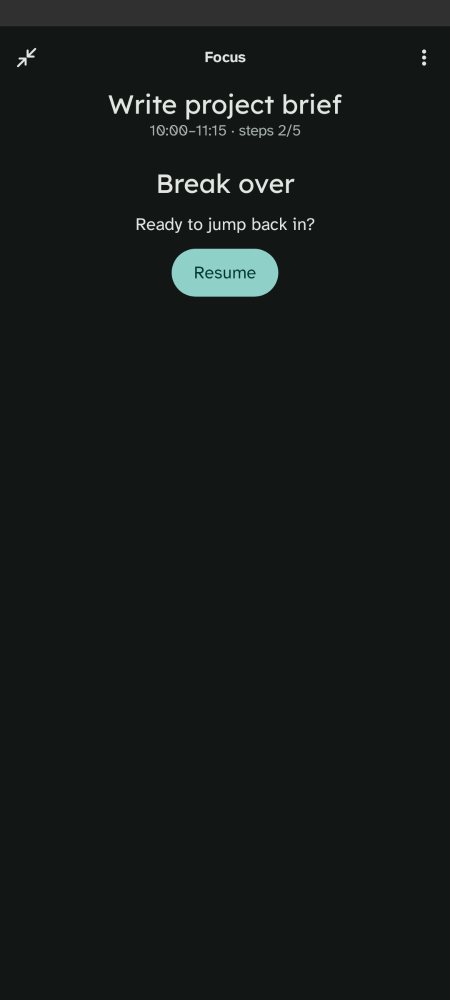 Focus
Write project brief
10:00–11:15 · steps 2/5
Break over
Ready to jump back in?
Resume